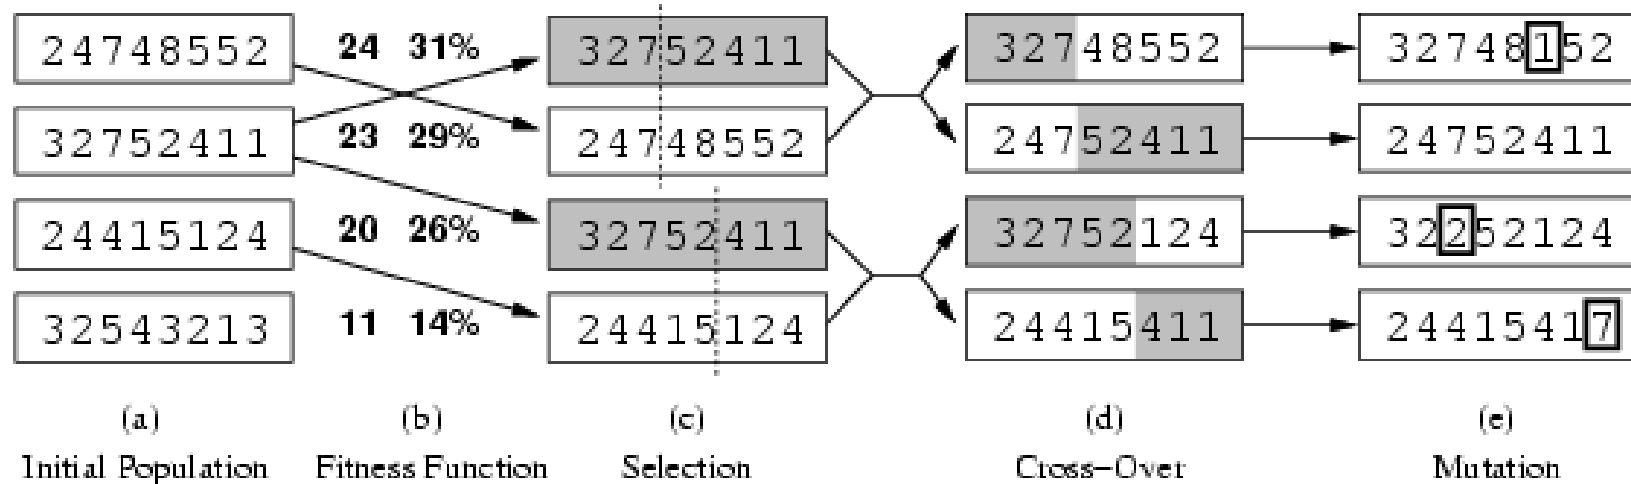 24748552 24 31% 32752411 32748552 32748152
32752411 23 29% 24748552 24752411 24752411
24415124 20 26% 32752411 32752124 32252124
32543213 11 14% 24415124 24415411 24415417
(a) (b) (c) (d) (e)
Initial Population Fitness Function Selection Cross-Over Mutation